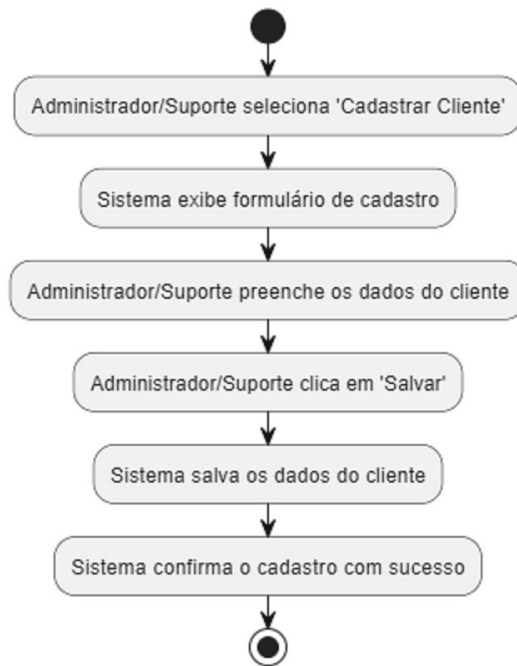 Administrador/Suporte seleciona 'Cadastrar Cliente'
Sistema exibe formulário de cadastro
Administrador/Suporte preenche os dados do cliente
Administrador/Suporte clica em 'Salvar'
Sistema salva os dados do cliente
Sistema confirma o cadastro com sucesso